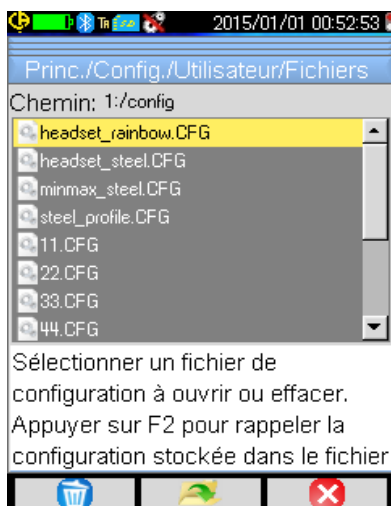 TR 2015/01/01 00:52:53
Princ./Config./Utilisateur/Fichiers
Chemin: 1:/config
headset_rainbow.CFG
headset_steel.CFG
minmax_steel.CFG
steel_profile.CFG
11.CFG
22.CFG
33.CFG
44.CFG
Sélectionner un fichier de
configuration à ouvrir ou effacer.
Appuyer sur F2 pour rappeler la
configuration stockée dans le fichier